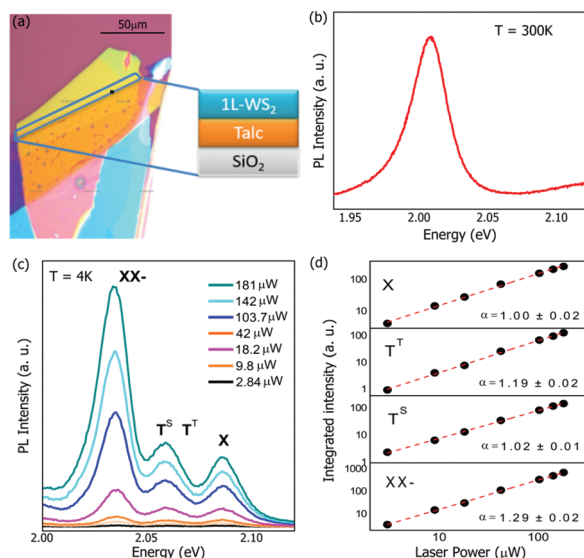 (a)
50μm
1L-WS₂
Talc
SiO₂
(b)
T = 300K
PL Intensity (a. u.)
1.95 2.00 2.05 2.10
Energy (eV)
(c)
T = 4K
XX-
181 μW
142 μW
103.7 μW
42 μW
18.2 μW
9.8 μW
2.84 μW
Tˢ
Tᵀ
X
PL Intensity (a. u.)
2.00 2.05 2.10
Energy (eV)
(d)
X
α = 1.00 ± 0.02
100
10
Tᵀ
α = 1.19 ± 0.02
100
10
1
Tˢ
α = 1.02 ± 0.01
100
10
1
XX-
α = 1.29 ± 0.02
1000
100
10
Integrated intensity (a. u.)
10 100
Laser Power (μW)